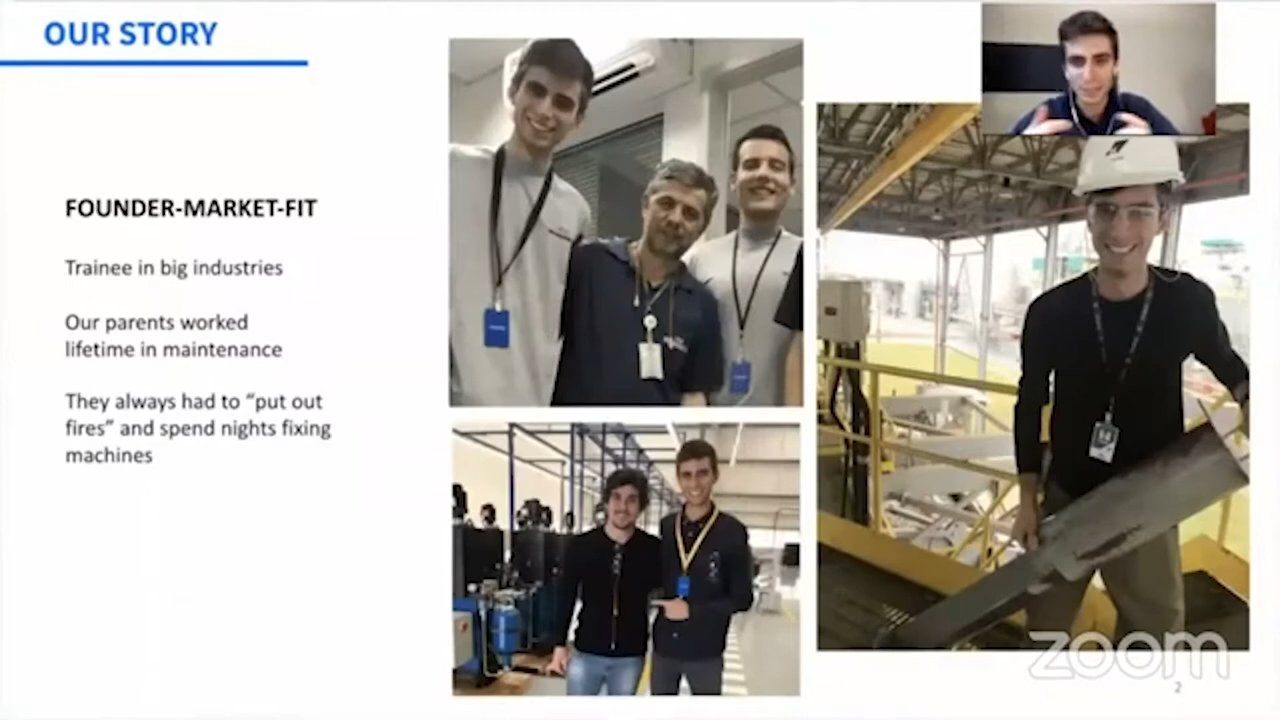 OUR STORY
FOUNDER-MARKET-FIT
Trainee in big industries
Our parents worked
lifetime in maintenance
They always had to “put out
fires” and spend nights fixing
machines
zoom
2